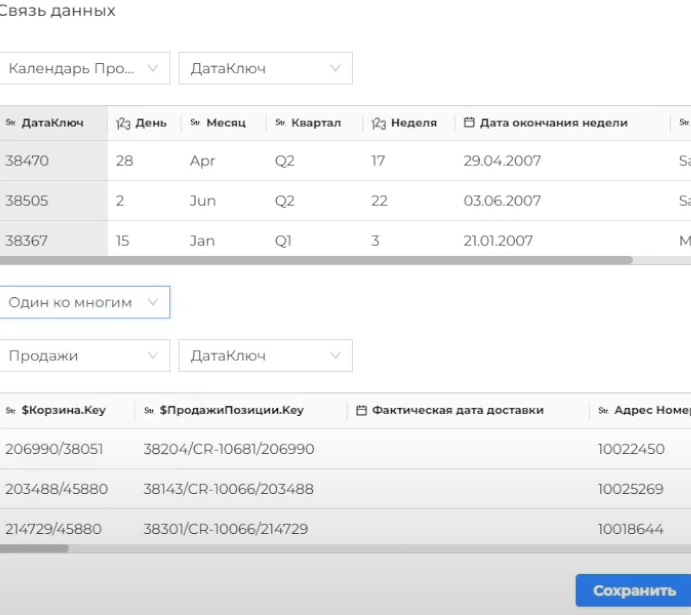 Связь данных
Календарь Про... ДатаКлюч
Str. ДатаКлюч 123 День Str. Месяц Str. Квартал 123 Неделя Дата окончания недели Str.
38470 28 Apr Q2 17 29.04.2007 Sa
38505 2 Jun Q2 22 03.06.2007 Sa
38367 15 Jan Q1 3 21.01.2007 M
Один ко многим
Продажи ДатаКлюч
Str. $Корзина.Key Str. $ПродажиПозиции.Key Фактическая дата доставки Str. Адрес Номер
206990/38051 38204/CR-10681/206990 10022450
203488/45880 38143/CR-10066/203488 10025269
214729/45880 38301/CR-10066/214729 10018644
Сохранить